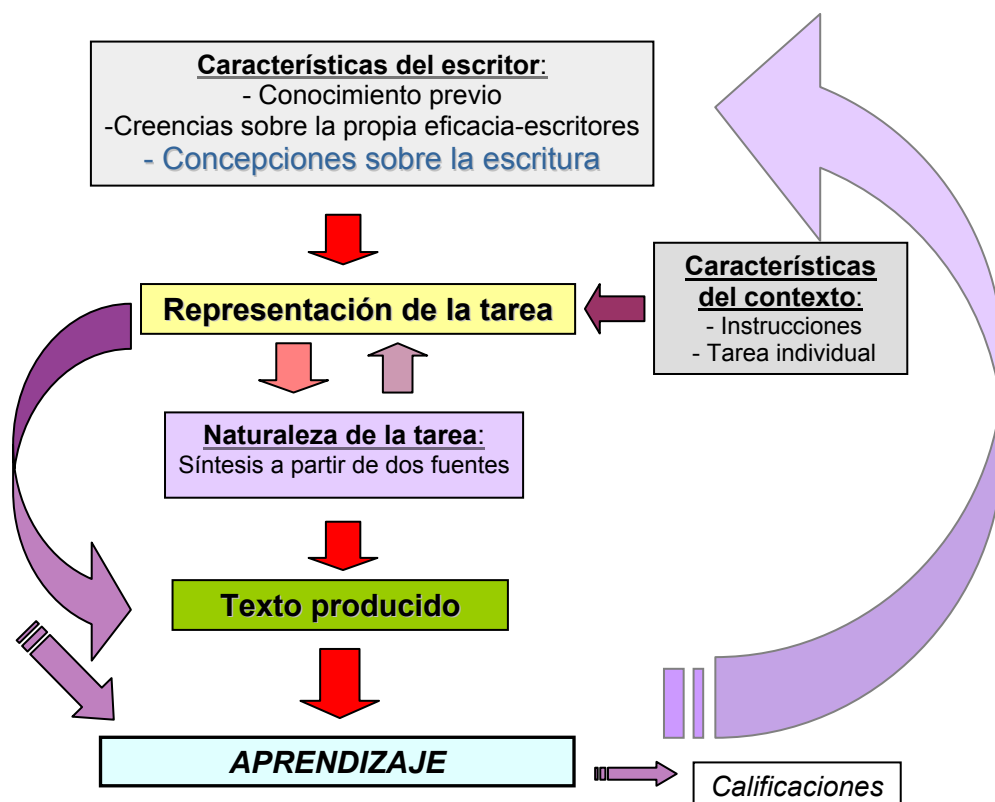 Características del escritor:
- Conocimiento previo
-Creencias sobre la propia eficacia-escritores
- Concepciones sobre la escritura
Representación de la tarea
Características
del contexto:
- Instrucciones
- Tarea individual
Naturaleza de la tarea:
Síntesis a partir de dos fuentes
Texto producido
APRENDIZAJE
Calificaciones